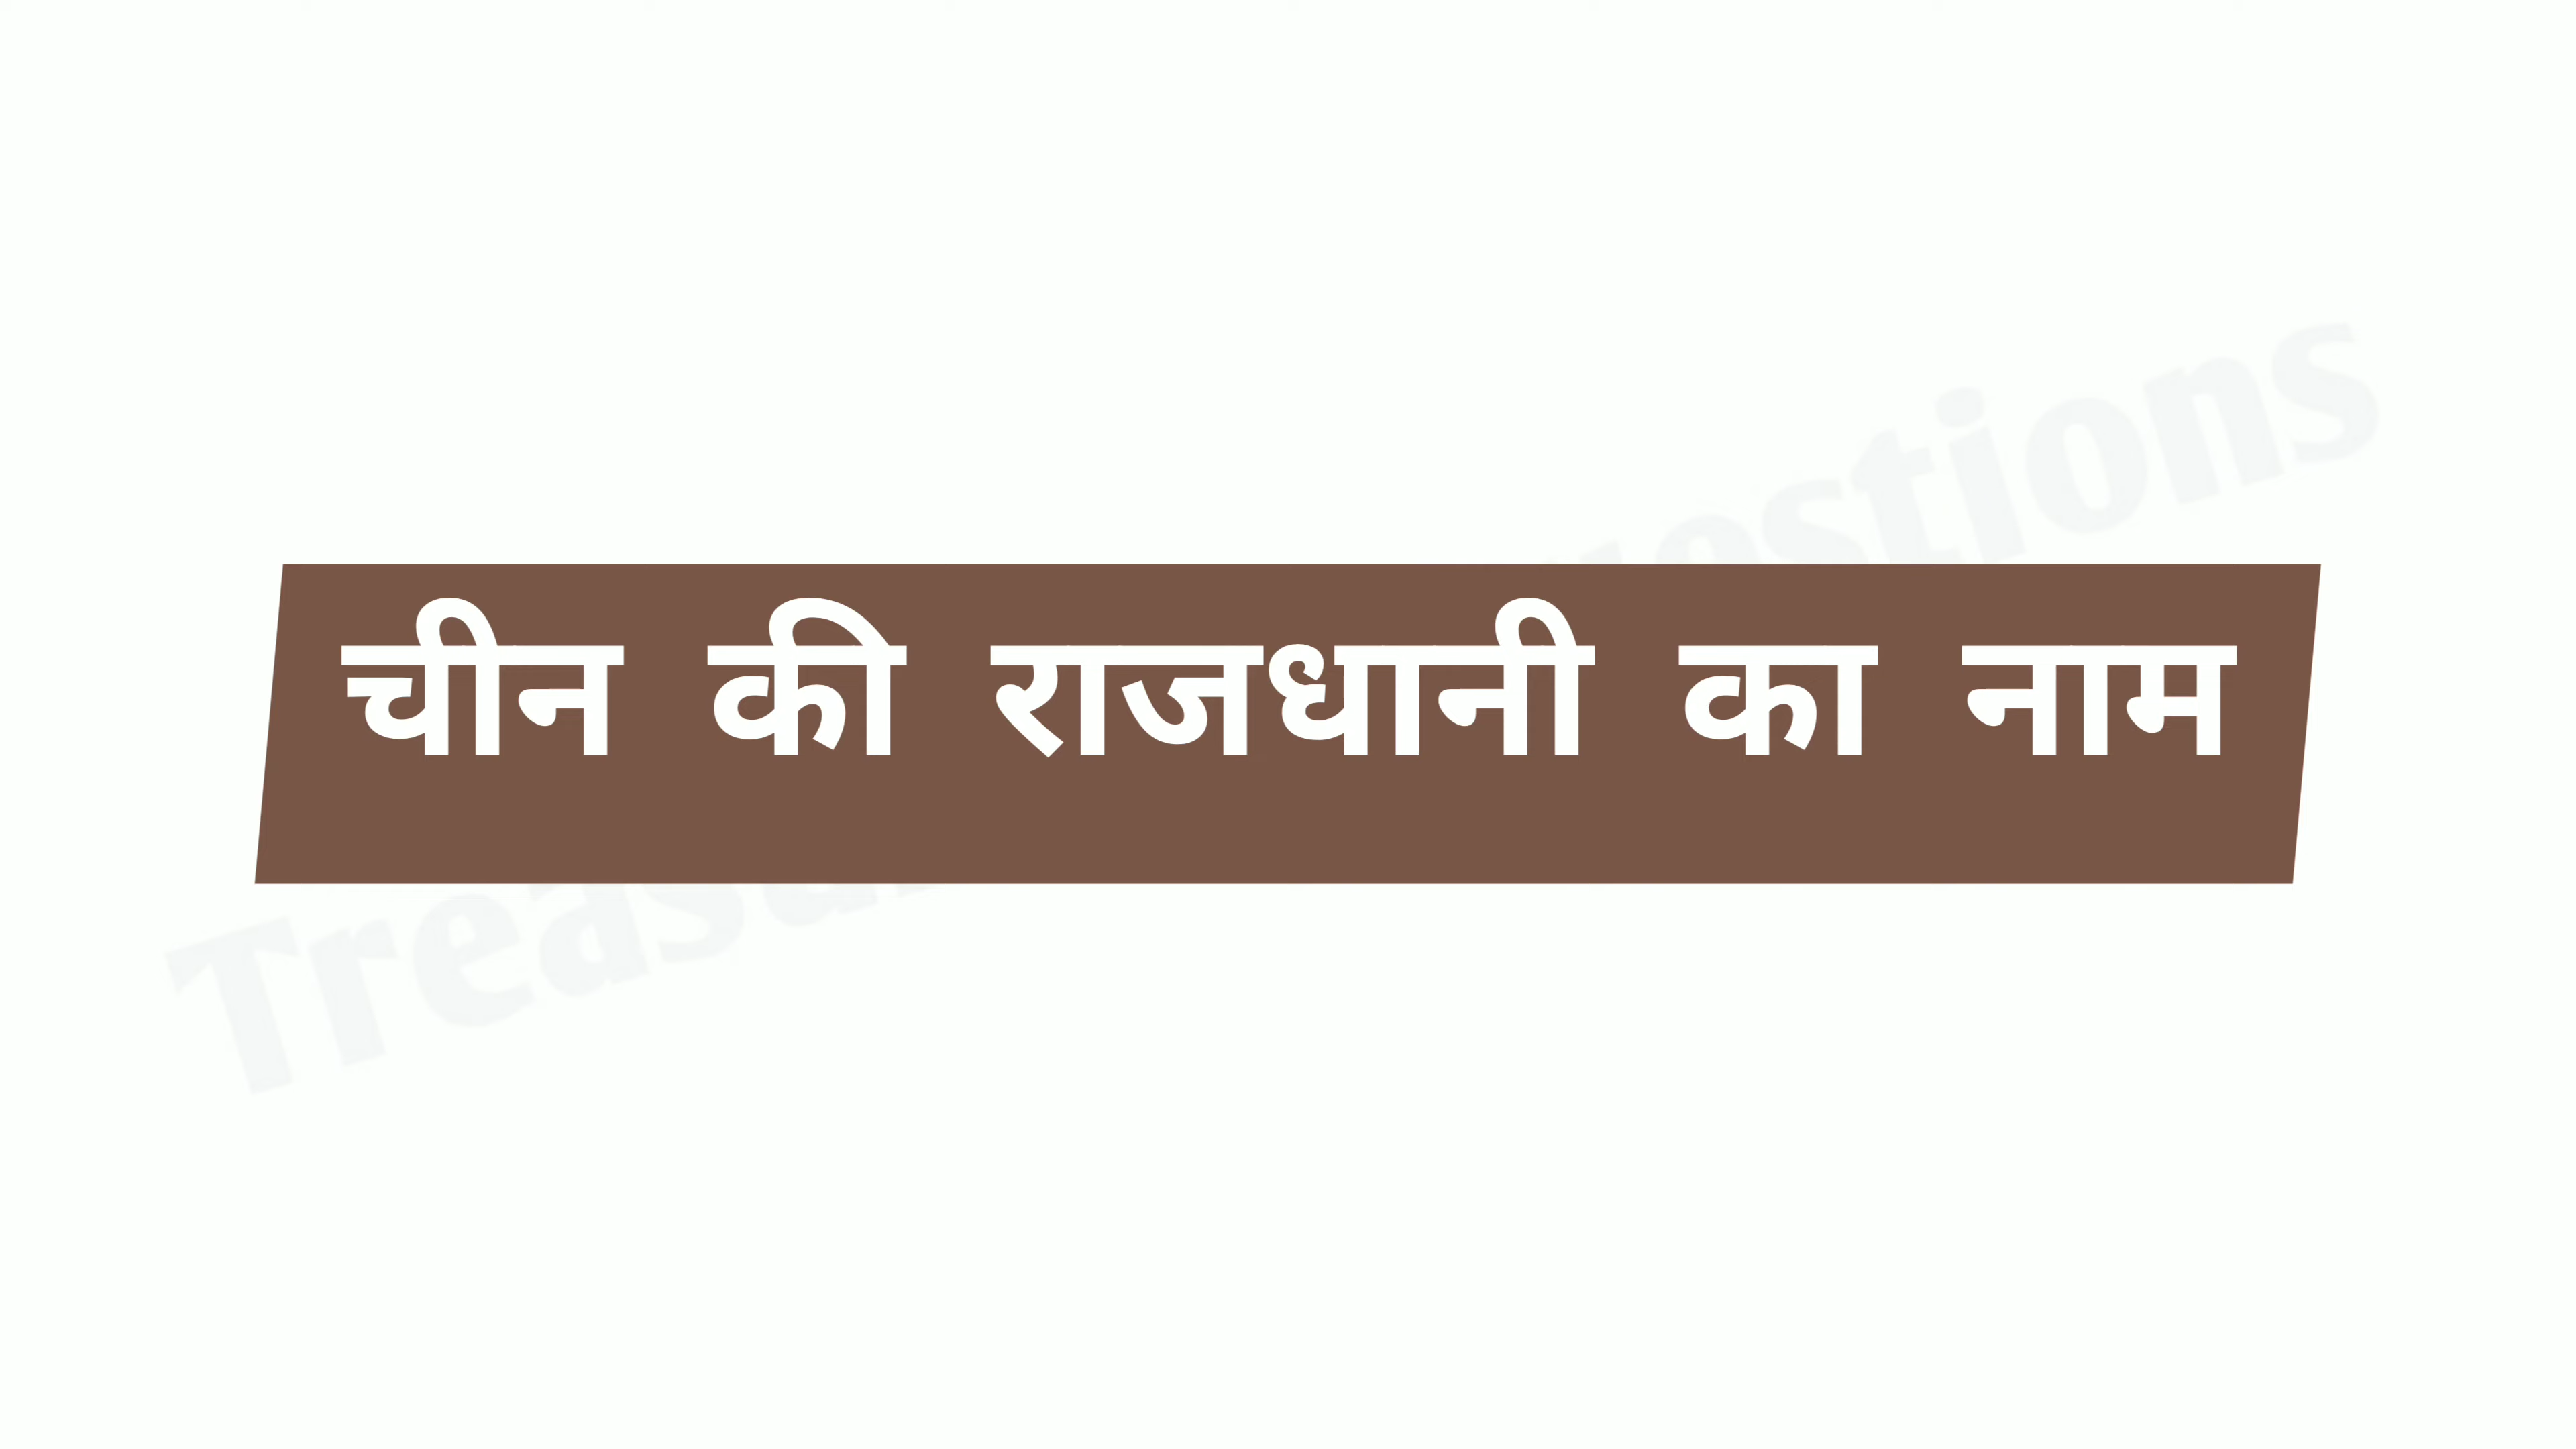 चीन की राजधानी का नाम